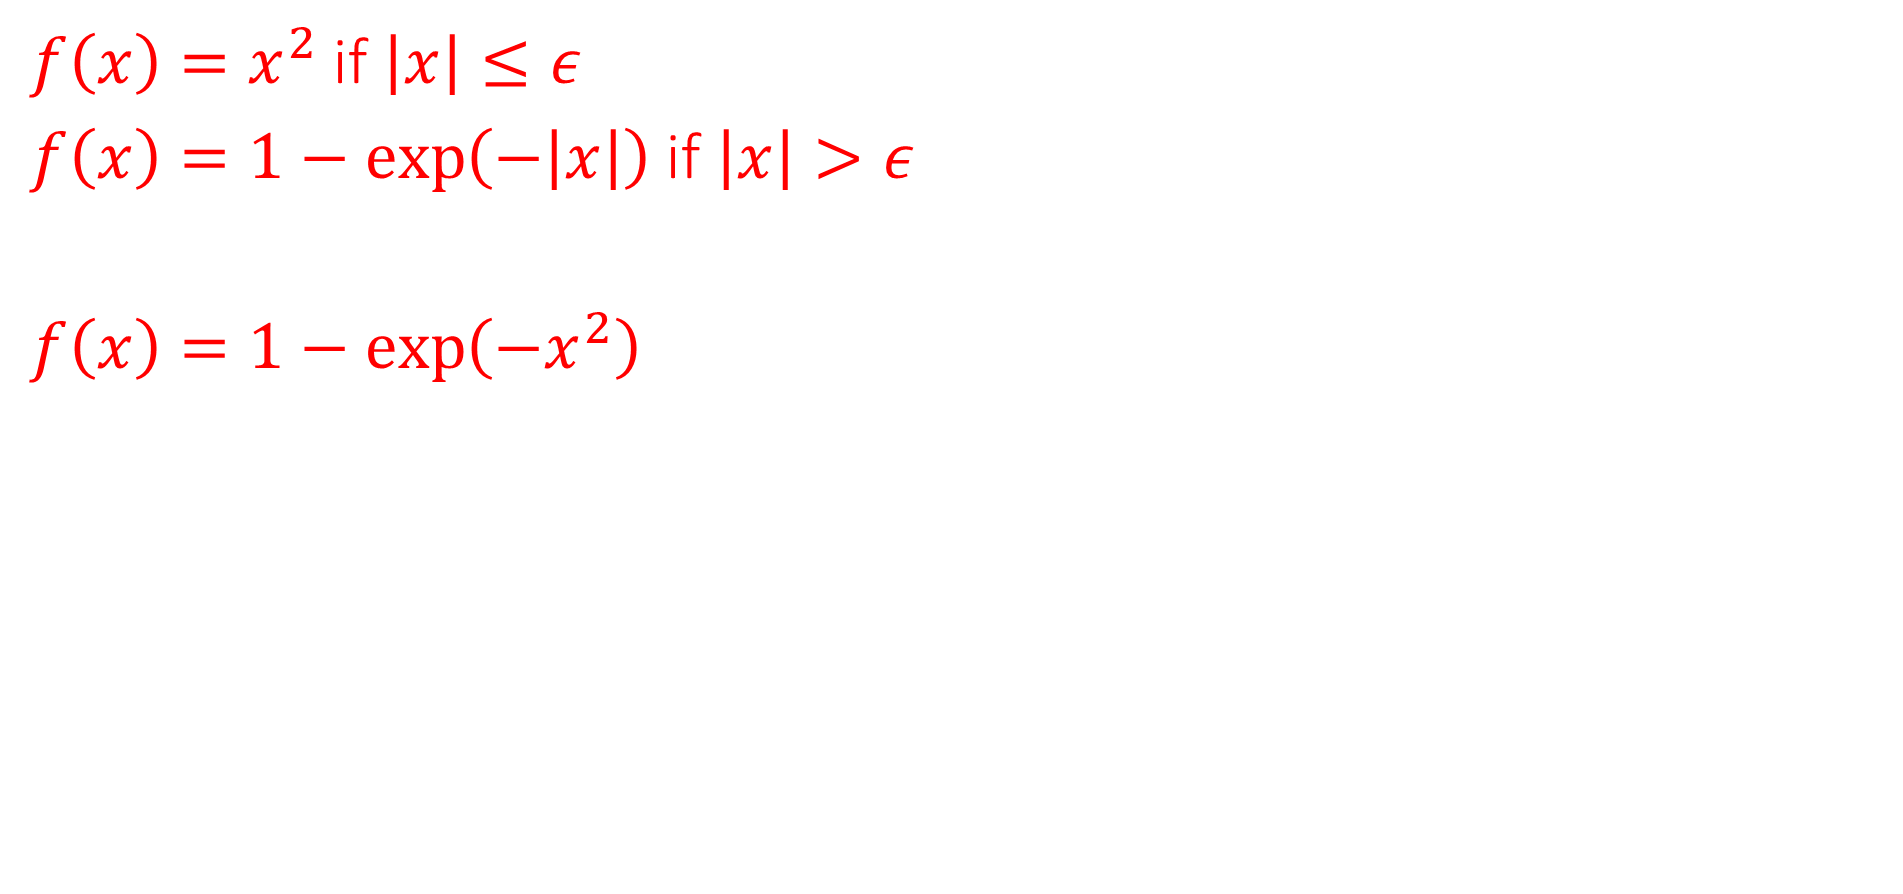 f(x) = x² if |x| ≤ ϵ
f(x) = 1 − exp(−|x|) if |x| > ϵ
f(x) = 1 − exp(−x²)